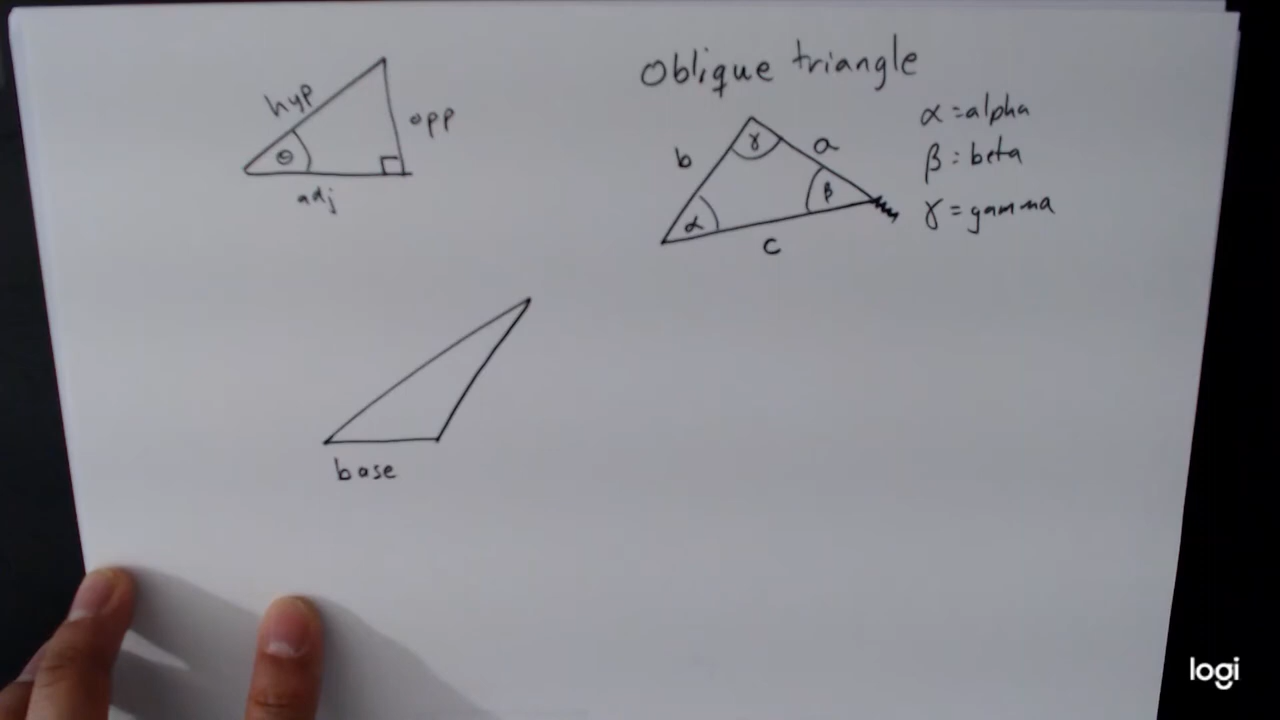 hyp
opp
θ
adj
Oblique triangle
b
γ
a
β
α
c
α = alpha
β = beta
γ = gamma
base
logi